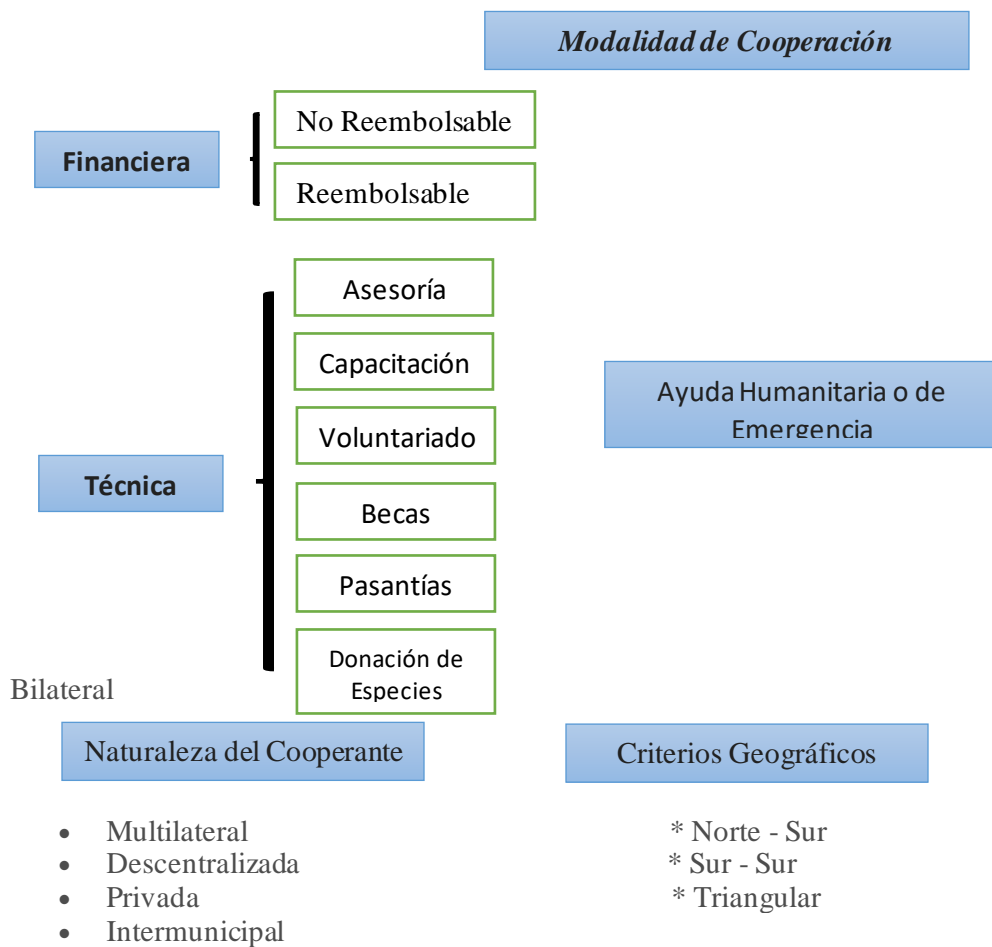 Modalidad de Cooperación
No Reembolsable
Financiera
Reembolsable
Asesoría
Capacitación
Ayuda Humanitaria o de
Emergencia
Voluntariado
Técnica
Becas
Pasantías
Donación de
Especies
Bilateral
Naturaleza del Cooperante
Criterios Geográficos
• Multilateral
• Descentralizada
• Privada
• Intermunicipal
* Norte - Sur
* Sur - Sur
* Triangular